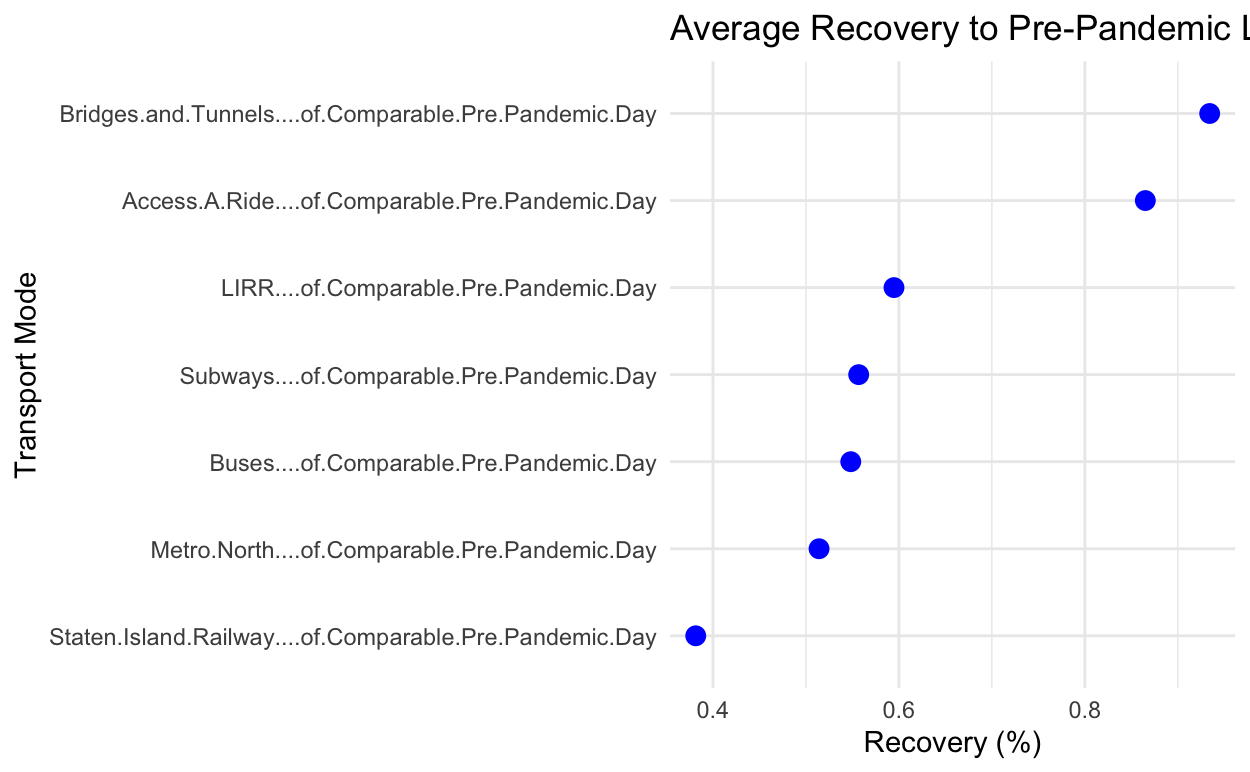 Average Recovery to Pre-Pandemic L
Bridges.and.Tunnels....of.Comparable.Pre.Pandemic.Day
Access.A.Ride....of.Comparable.Pre.Pandemic.Day
LIRR....of.Comparable.Pre.Pandemic.Day
Subways....of.Comparable.Pre.Pandemic.Day
Buses....of.Comparable.Pre.Pandemic.Day
Metro.North....of.Comparable.Pre.Pandemic.Day
Staten.Island.Railway....of.Comparable.Pre.Pandemic.Day
Transport Mode
0.4 0.6 0.8
Recovery (%)